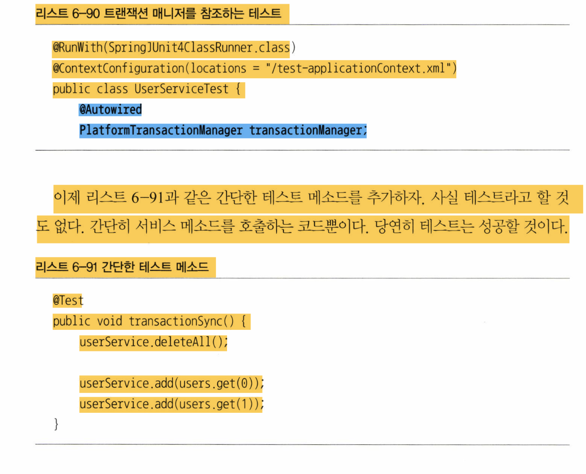 리스트 6-90 트랜잭션 매니저를 참조하는 테스트
@RunWith(SpringJUnit4ClassRunner.class)
@ContextConfiguration(locations = "/test-applicationContext.xml")
public class UserServiceTest {
@Autowired
PlatformTransactionManager transactionManager;
이제 리스트 6-91과 같은 간단한 테스트 메소드를 추가하자. 사실 테스트라고 할 것
도 없다. 간단히 서비스 메소드를 호출하는 코드뿐이다. 당연히 테스트는 성공할 것이다.
리스트 6-91 간단한 테스트 메소드
@Test
public void transactionSync() {
userService.deleteAll();
userService.add(users.get(0));
userService.add(users.get(1));
}